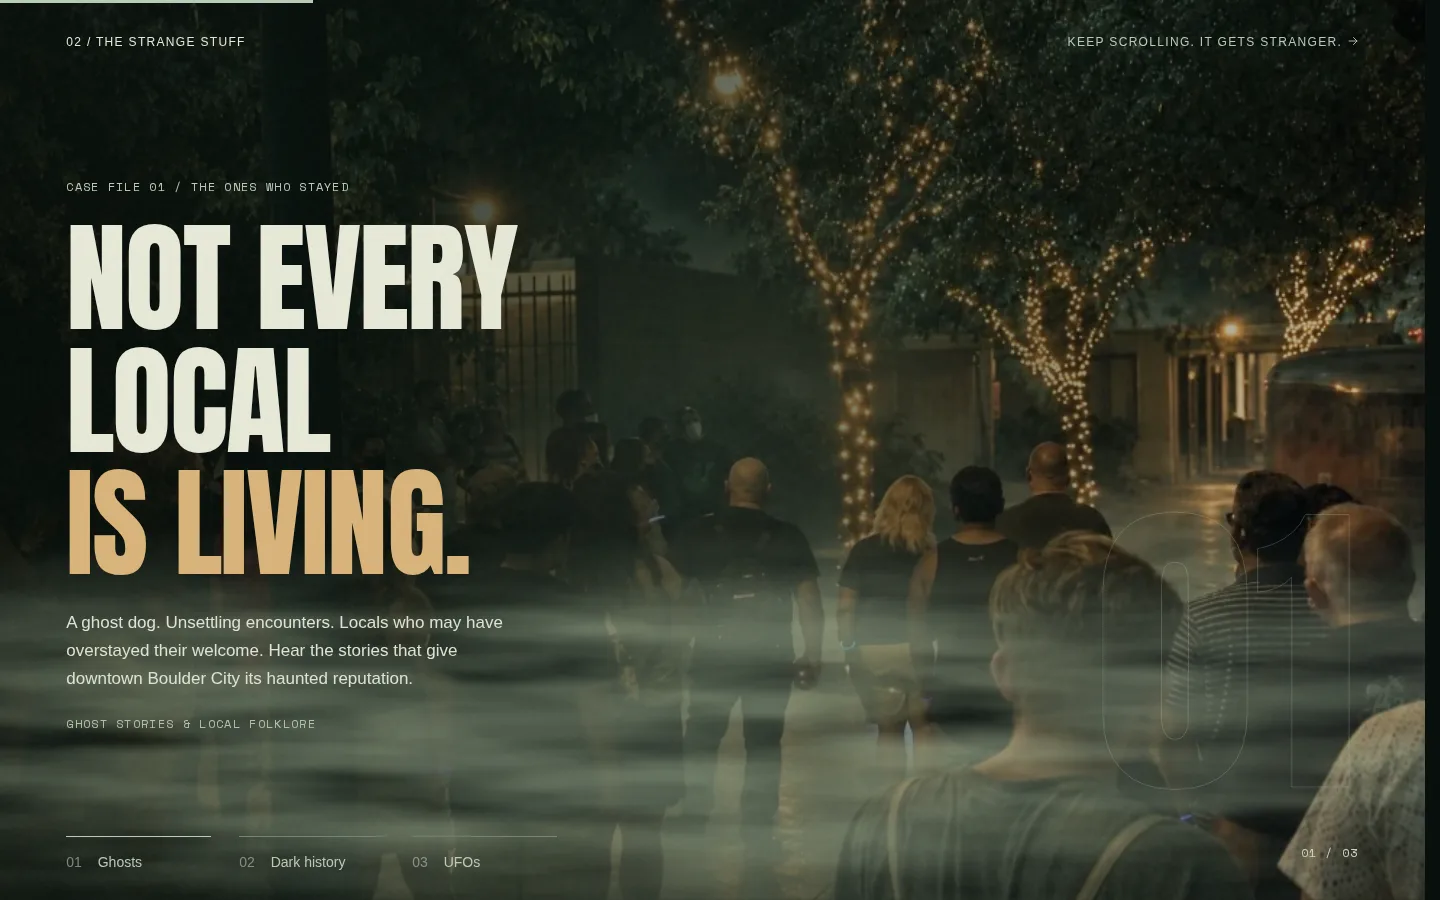 02 / THE STRANGE STUFF
KEEP SCROLLING. IT GETS STRANGER. →
CASE FILE 01 / THE ONES WHO STAYED
NOT EVERY
LOCAL
IS LIVING.
A ghost dog. Unsettling encounters. Locals who may have
overstayed their welcome. Hear the stories that give
downtown Boulder City its haunted reputation.
GHOST STORIES & LOCAL FOLKLORE
01
01 Ghosts
02 Dark history
03 UFOs
01 / 03